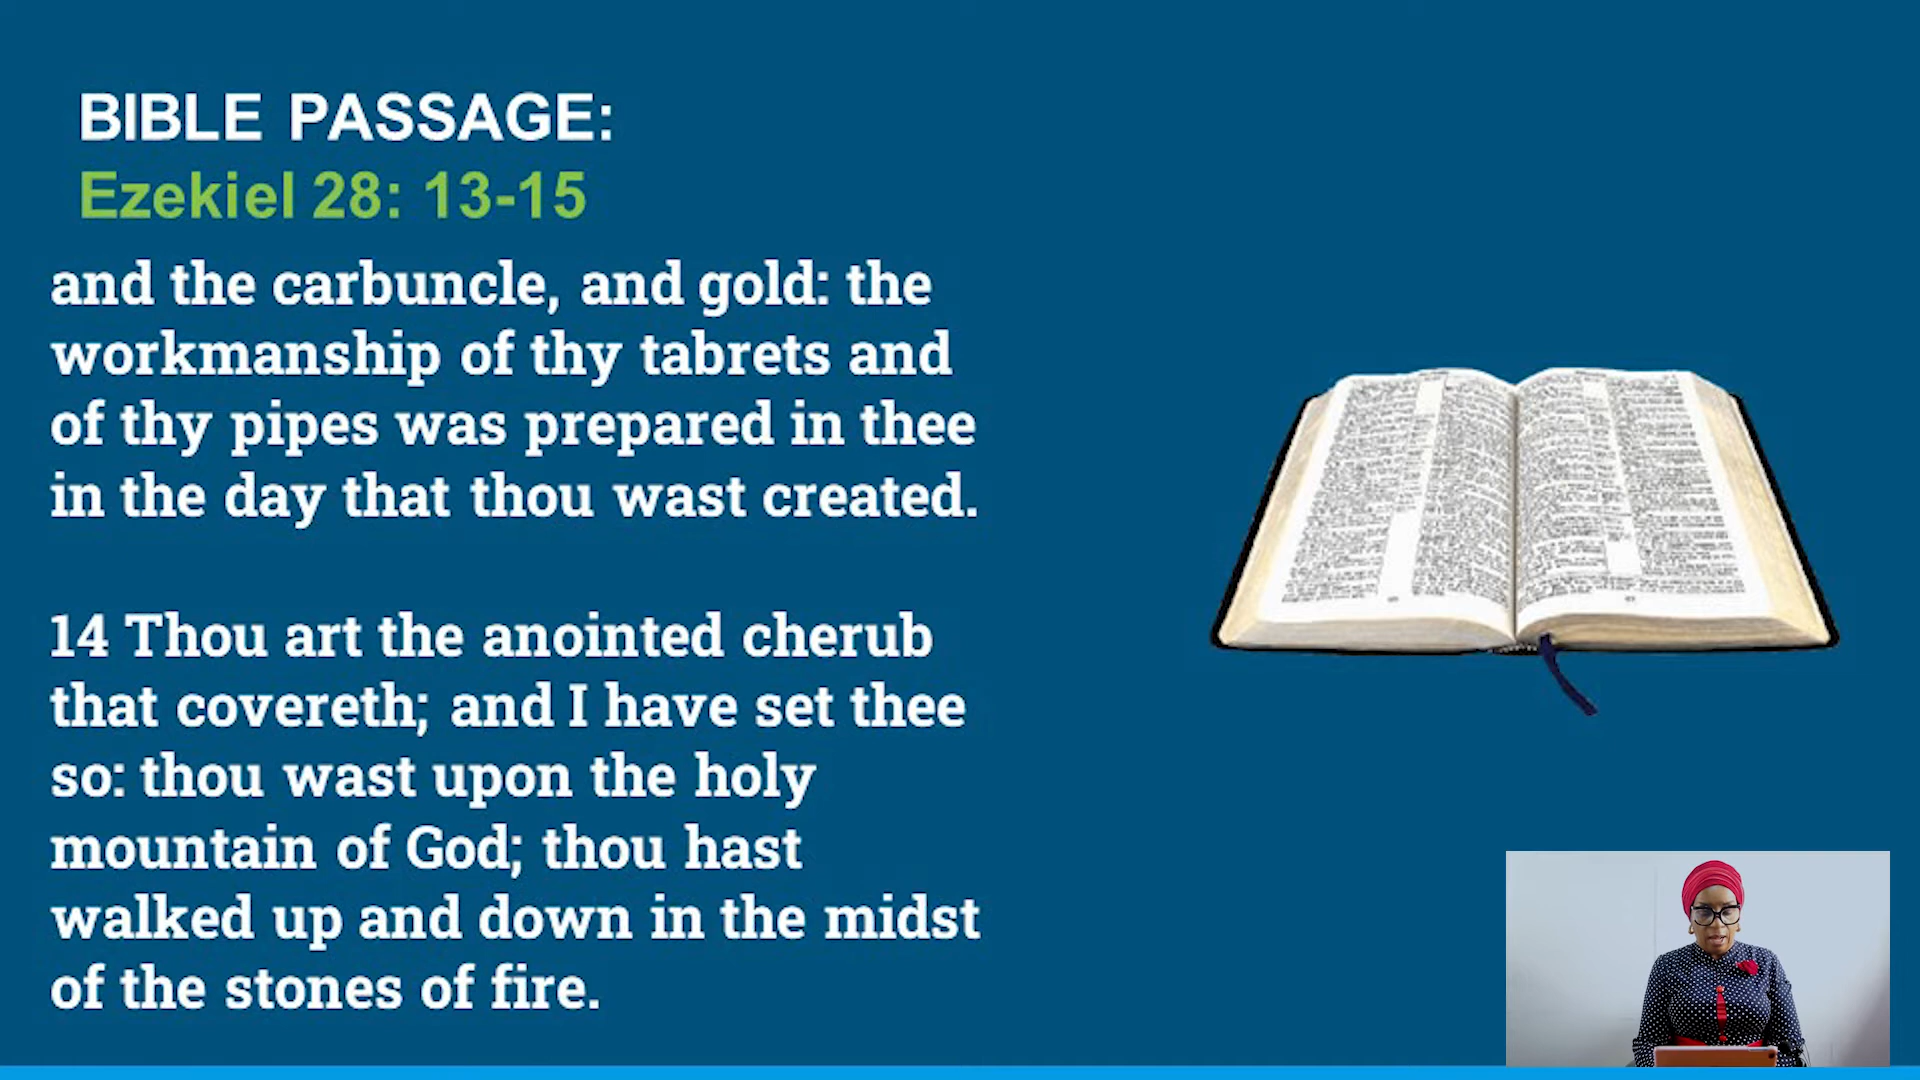 BIBLE PASSAGE:
Ezekiel 28: 13-15
and the carbuncle, and gold: the
workmanship of thy tabrets and
of thy pipes was prepared in thee
in the day that thou wast created.
14 Thou art the anointed cherub
that covereth; and I have set thee
so: thou wast upon the holy
mountain of God; thou hast
walked up and down in the midst
of the stones of fire.